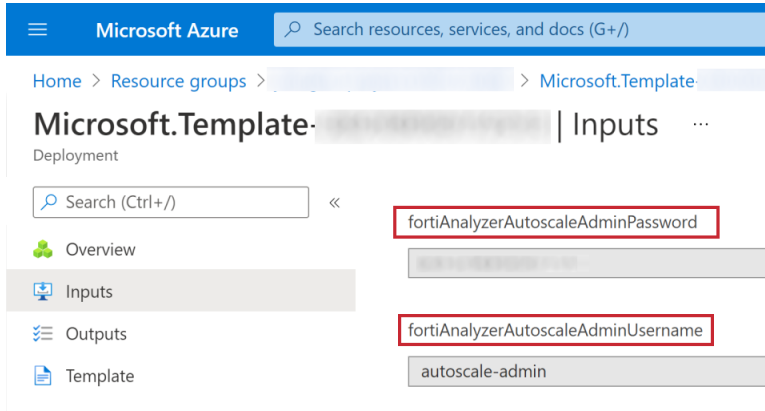 Microsoft Azure
Search resources, services, and docs (G+/)
Home > Resource groups > > Microsoft.Template-
Microsoft.Template- | Inputs ...
Deployment
Search (Ctrl+/) «
fortiAnalyzerAutoscaleAdminPassword
Overview
Inputs
fortiAnalyzerAutoscaleAdminUsername
Outputs
autoscale-admin
Template